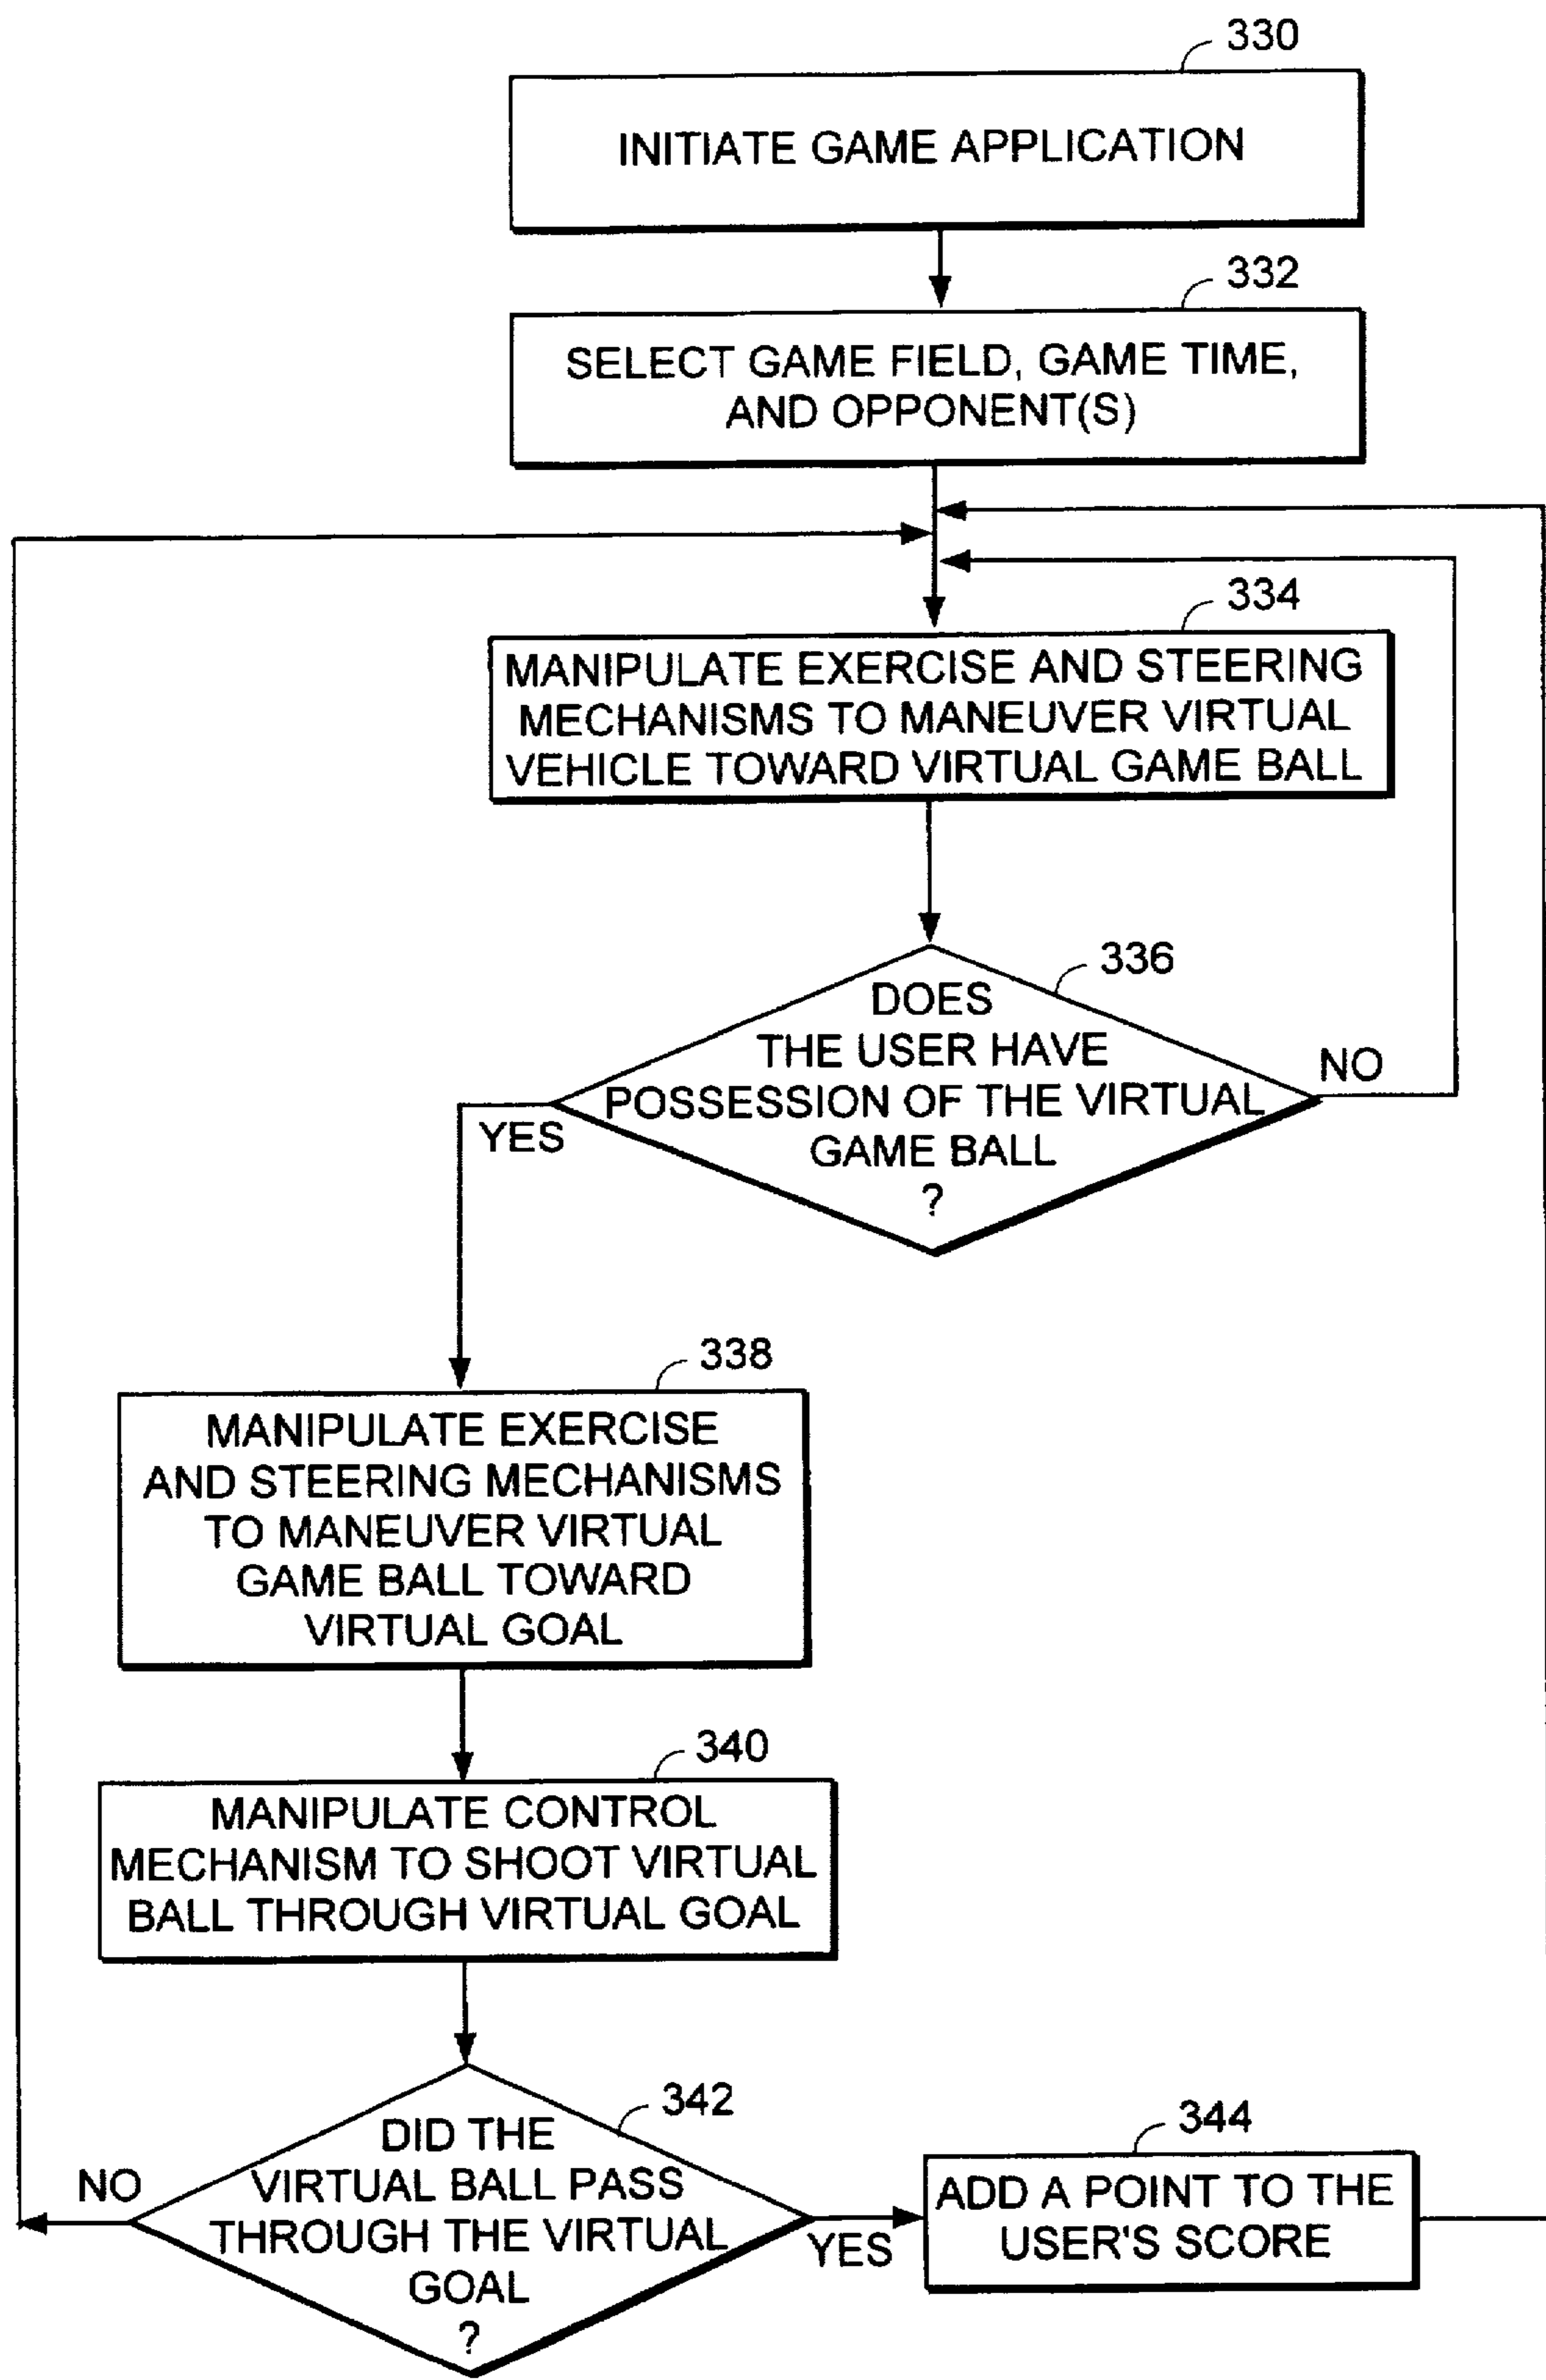 330
INITIATE GAME APPLICATION
332
SELECT GAME FIELD, GAME TIME,
AND OPPONENT(S)
334
MANIPULATE EXERCISE AND STEERING
MECHANISMS TO MANEUVER VIRTUAL
VEHICLE TOWARD VIRTUAL GAME BALL
336
DOES
THE USER HAVE
POSSESSION OF THE VIRTUAL
GAME BALL
?
NO
YES
338
MANIPULATE EXERCISE
AND STEERING MECHANISMS
TO MANEUVER VIRTUAL
GAME BALL TOWARD
VIRTUAL GOAL
340
MANIPULATE CONTROL
MECHANISM TO SHOOT VIRTUAL
BALL THROUGH VIRTUAL GOAL
342
DID THE
VIRTUAL BALL PASS
THROUGH THE VIRTUAL
GOAL
?
NO
YES
344
ADD A POINT TO THE
USER'S SCORE